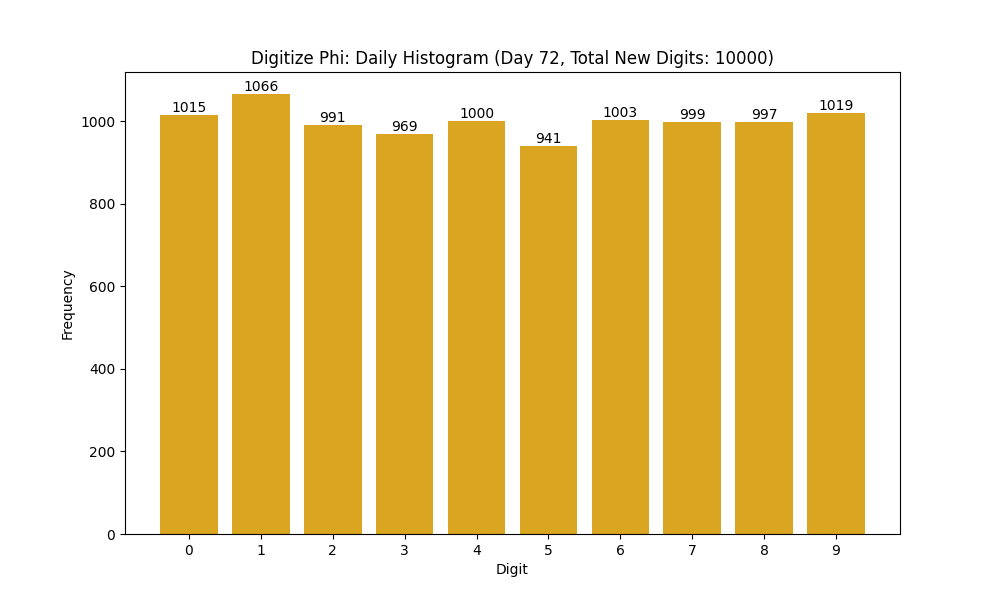 Digitize Phi: Daily Histogram (Day 72, Total New Digits: 10000)
1015 1066 991 969 1000 941 1003 999 997 1019
1000
800
600
400
200
0
Frequency
0 1 2 3 4 5 6 7 8 9
Digit